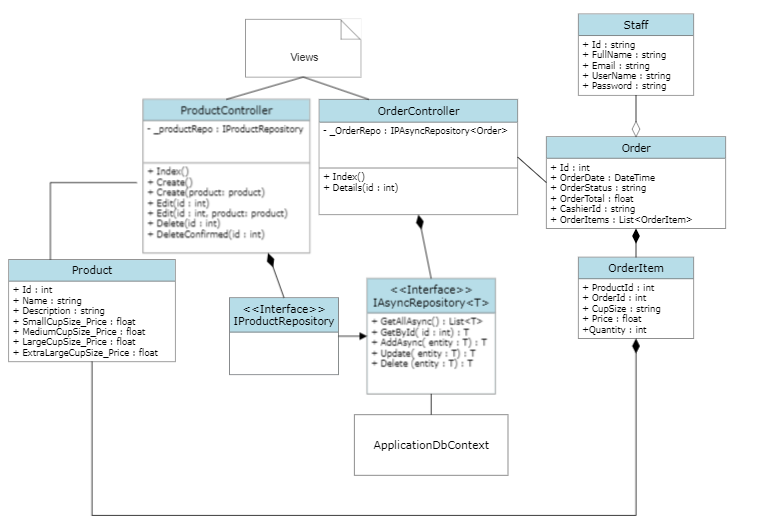 Views
Staff
+ Id : string
+ FullName : string
+ Email : string
+ UserName : string
+ Password : string
ProductController
- _productRepo : IProductRepository
+ Index()
+ Create()
+ Create(product: product)
+ Edit(id : int)
+ Edit(id : int, product: product)
+ Delete(id : int)
+ DeleteConfirmed(id : int)
OrderController
- _OrderRepo : IPAsyncRepository<Order>
+ Index()
+ Details(id : int)
Order
+ Id : int
+ OrderDate : DateTime
+ OrderStatus : string
+ OrderTotal : float
+ CashierId : string
+ OrderItems : List<OrderItem>
Product
+ Id : int
+ Name : string
+ Description : string
+ SmallCupSize_Price : float
+ MediumCupSize_Price : float
+ LargeCupSize_Price : float
+ ExtraLargeCupSize_Price : float
<<Interface>>
IProductRepository
<<Interface>>
IAsyncRepository<T>
+ GetAllAsync() : List<T>
+ GetById( id : int) : T
+ AddAsync( entity : T) : T
+ Update( entity : T) : T
+ Delete (entity : T) : T
OrderItem
+ ProductId : int
+ OrderId : int
+ CupSize : string
+ Price : float
+Quantity : int
ApplicationDbContext